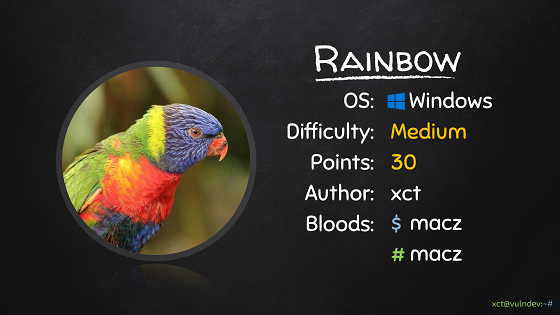 Rainbow
OS: Windows
Difficulty: Medium
Points: 30
Author: xct
Bloods: $ macz
# macz
xct@vulndev:~#